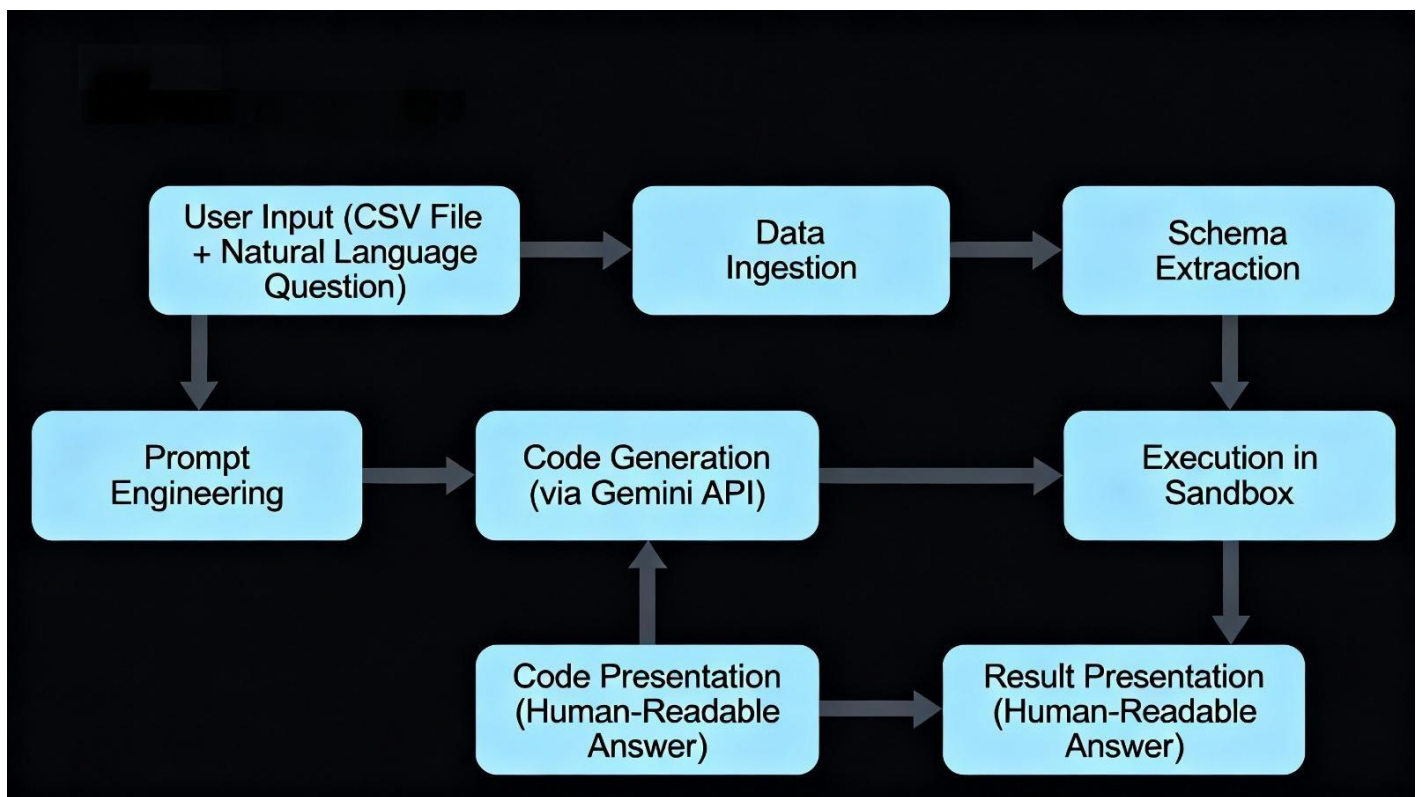 User Input (CSV File
+ Natural Language
Question)
Data
Ingestion
Schema
Extraction
Prompt
Engineering
Code Generation
(via Gemini API)
Execution in
Sandbox
Code Presentation
(Human-Readable
Answer)
Result Presentation
(Human-Readable
Answer)